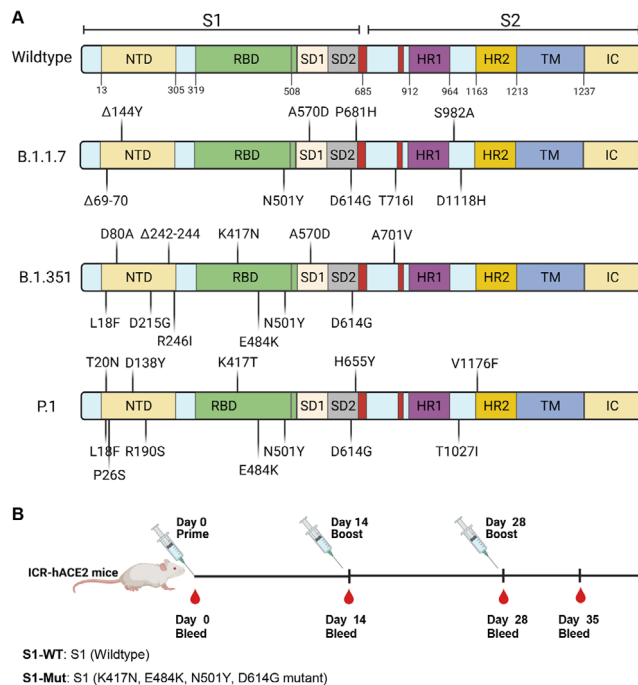 A
S1 S2
Wildtype NTD RBD SD1 SD2 HR1 HR2 TM IC
13 305 319 508 685 912 964 1163 1213 1237
Δ144Y A570D P681H S982A
B.1.1.7 NTD RBD SD1 SD2 HR1 HR2 TM IC
Δ69-70 N501Y D614G T716I D1118H
D80A Δ242-244 K417N A570D A701V
B.1.351 NTD RBD SD1 SD2 HR1 HR2 TM IC
L18F D215G N501Y D614G
R246I E484K
T20N D138Y K417T H655Y V1176F
P.1 NTD RBD SD1 SD2 HR1 HR2 TM IC
L18F R190S N501Y D614G T1027I
P26S E484K
B
Day 0 Day 14 Day 28
Prime Boost Boost
ICR-hACE2 mice
Day 0 Day 14 Day 28 Day 35
Bleed Bleed Bleed Bleed
S1-WT: S1 (Wildtype)
S1-Mut: S1 (K417N, E484K, N501Y, D614G mutant)